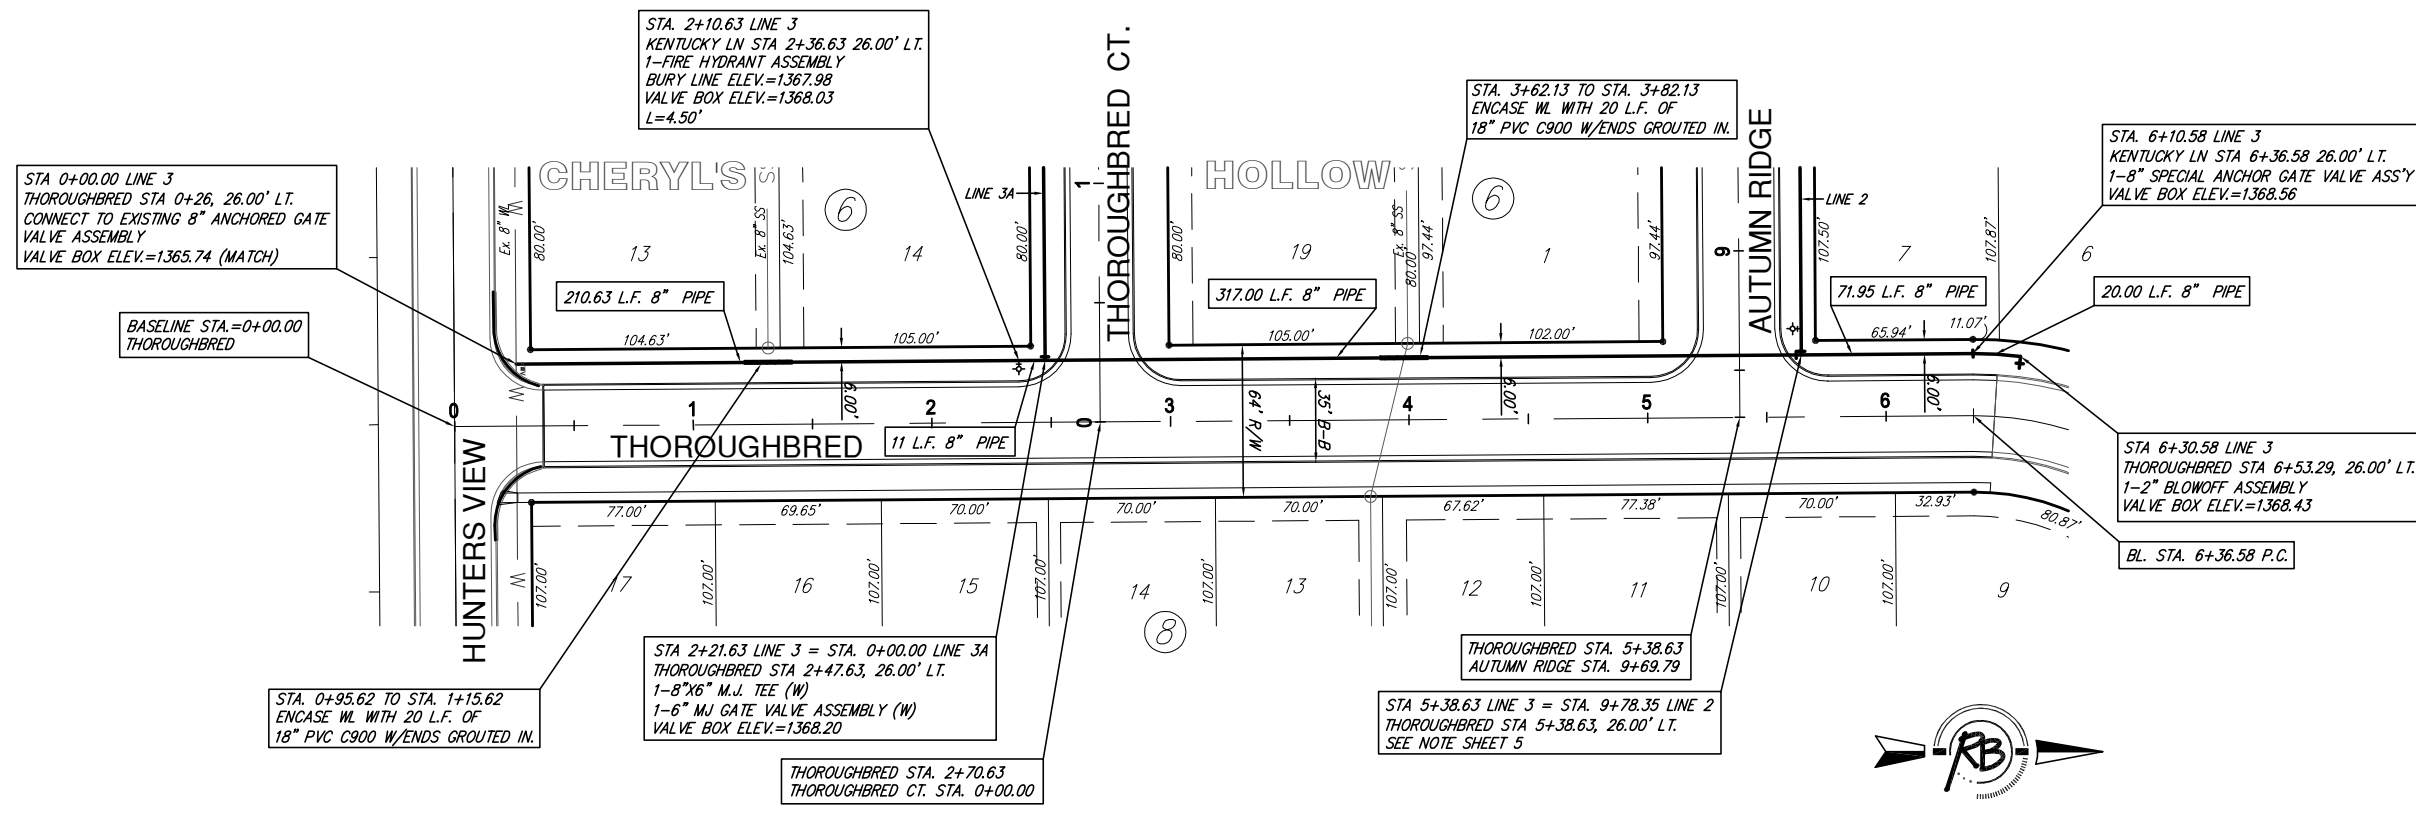 STA. 2+10.63 LINE 3
KENTUCKY LN STA 2+36.63 26.00' LT.
1-FIRE HYDRANT ASSEMBLY
BURY LINE ELEV.=1367.98
VALVE BOX ELEV.=1368.03
L=4.50'
STA. 3+62.13 TO STA. 3+82.13
ENCASE WL WITH 20 L.F. OF
18" PVC C900 W/ENDS GROUTED IN.
STA. 6+10.58 LINE 3
KENTUCKY LN STA 6+36.58 26.00' LT.
1-8" SPECIAL ANCHOR GATE VALVE ASS'Y
VALVE BOX ELEV.=1368.56
STA 0+00.00 LINE 3
THOROUGHBRED STA 0+26, 26.00' LT.
CONNECT TO EXISTING 8" ANCHORED GATE
VALVE ASSEMBLY
VALVE BOX ELEV.=1365.74 (MATCH)
BASELINE STA.=0+00.00
THOROUGHBRED
CHERYL'S
HOLLOW
THOROUGHBRED CT.
AUTUMN RIDGE
LINE 3A
LINE 2
6
6
Ex. 8" WL
80.00'
13
Ex. 8" SS
104.63'
14
80.00'
1
80.00'
19
Ex. 8" SS
80.00'
97.44'
1
97.44'
9
107.50'
7
107.87'
6
210.63 L.F. 8" PIPE
317.00 L.F. 8" PIPE
71.95 L.F. 8" PIPE
20.00 L.F. 8" PIPE
104.63'
105.00'
105.00'
102.00'
65.94'
11.07'
W
W
W
6.00'
6.00'
6.00'
0
1
2
0
3
4
5
6
THOROUGHBRED
11 L.F. 8" PIPE
64' R/W
35' B-B
HUNTERS VIEW
77.00'
69.65'
70.00'
70.00'
70.00'
67.62'
77.38'
70.00'
32.93'
80.87'
107.00'
17
107.00'
16
107.00'
15
107.00'
14
107.00'
13
107.00'
12
107.00'
11
107.00'
10
107.00'
9
8
STA 6+30.58 LINE 3
THOROUGHBRED STA 6+53.29, 26.00' LT.
1-2" BLOWOFF ASSEMBLY
VALVE BOX ELEV.=1368.43
BL. STA. 6+36.58 P.C.
STA. 0+95.62 TO STA. 1+15.62
ENCASE WL WITH 20 L.F. OF
18" PVC C900 W/ENDS GROUTED IN.
STA 2+21.63 LINE 3 = STA. 0+00.00 LINE 3A
THOROUGHBRED STA 2+47.63, 26.00' LT.
1-8"X6" M.J. TEE (W)
1-6" MJ GATE VALVE ASSEMBLY (W)
VALVE BOX ELEV.=1368.20
THOROUGHBRED STA. 2+70.63
THOROUGHBRED CT. STA. 0+00.00
THOROUGHBRED STA. 5+38.63
AUTUMN RIDGE STA. 9+69.79
STA 5+38.63 LINE 3 = STA. 9+78.35 LINE 2
THOROUGHBRED STA 5+38.63, 26.00' LT.
SEE NOTE SHEET 5
RB